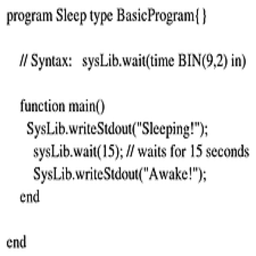 program Sleep type BasicProgram{}
// Syntax: sysLib.wait(time BIN(9,2) in)
function main()
SysLib.writeStdout("Sleeping!");
sysLib.wait(15); // waits for 15 seconds
SysLib.writeStdout("Awake!");
end
end